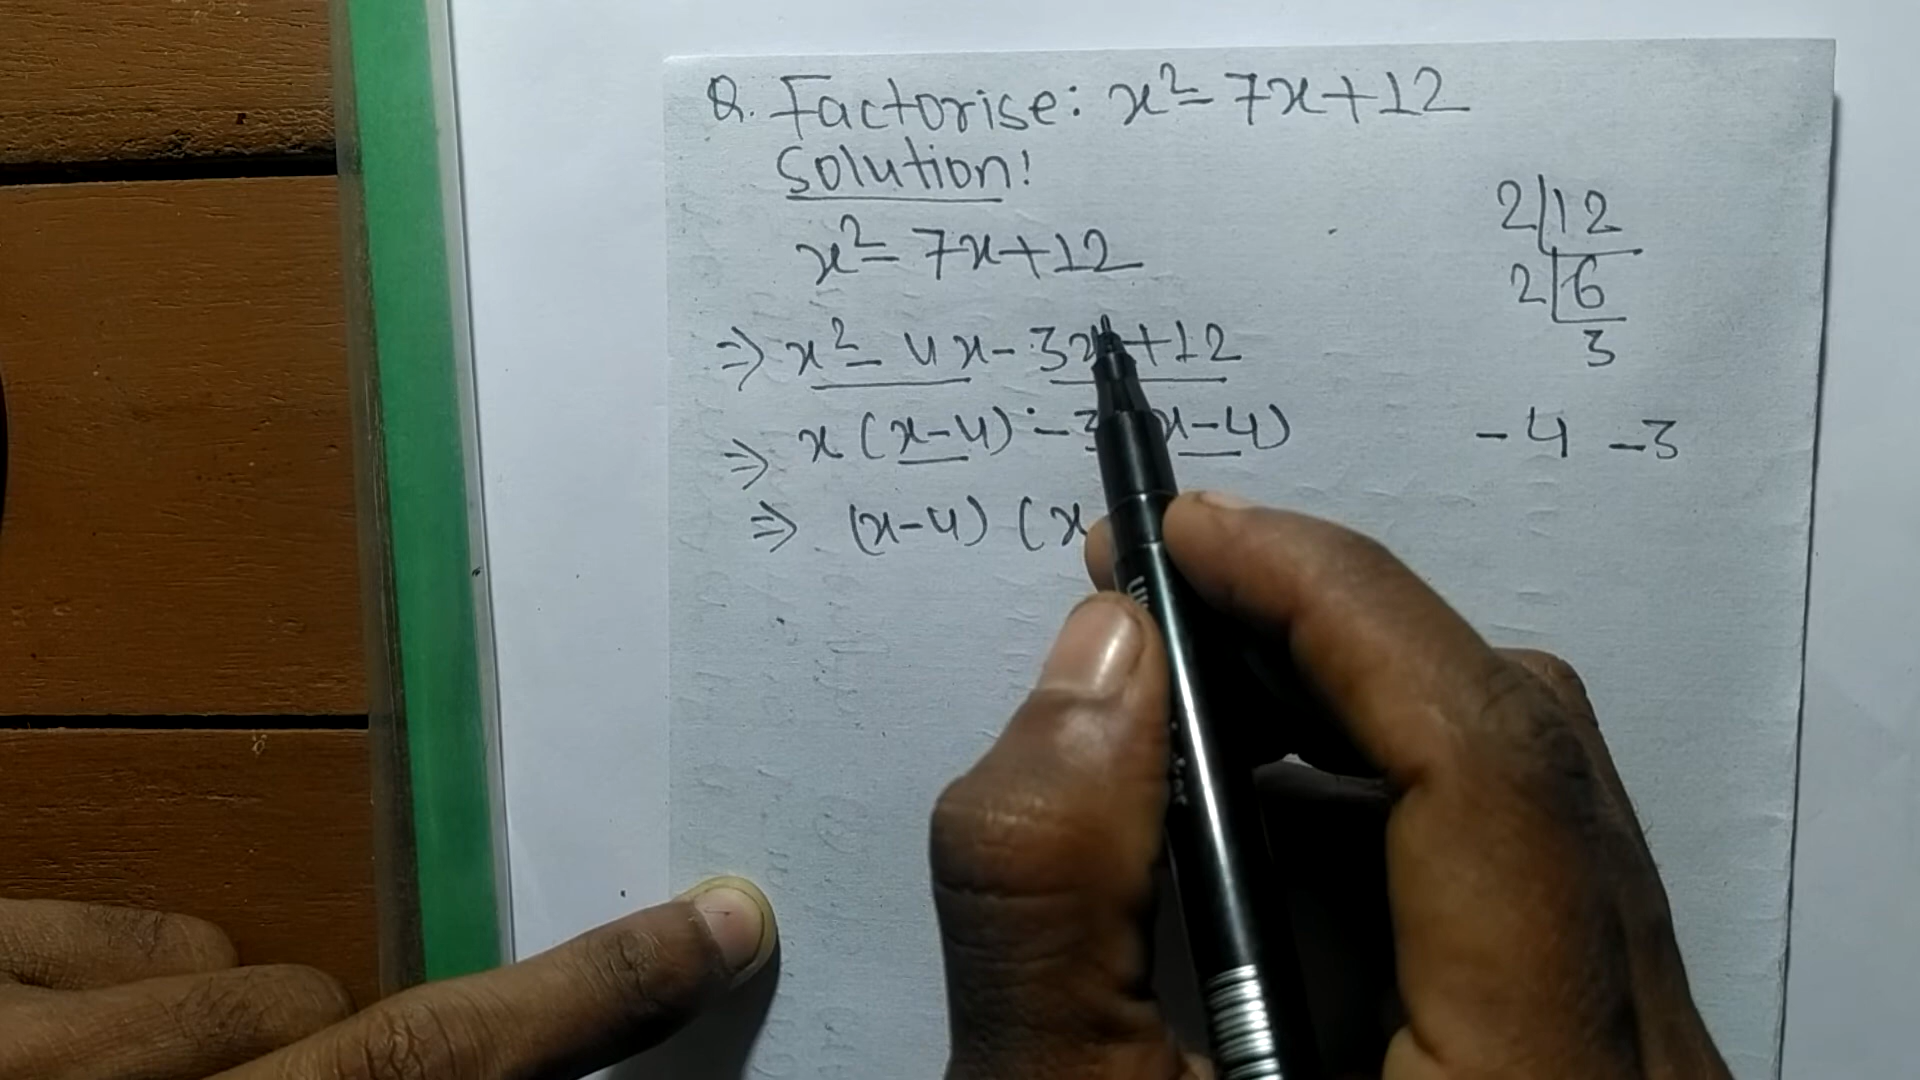 Q. Factorise: x² - 7x + 12
Solution:
x² - 7x + 12
⇒ x² - 4x - 3x + 12
⇒ x (x - 4) - 3 x - 4)
⇒ (x - 4) (x
2 | 12
2 | 6
3
- 4 - 3